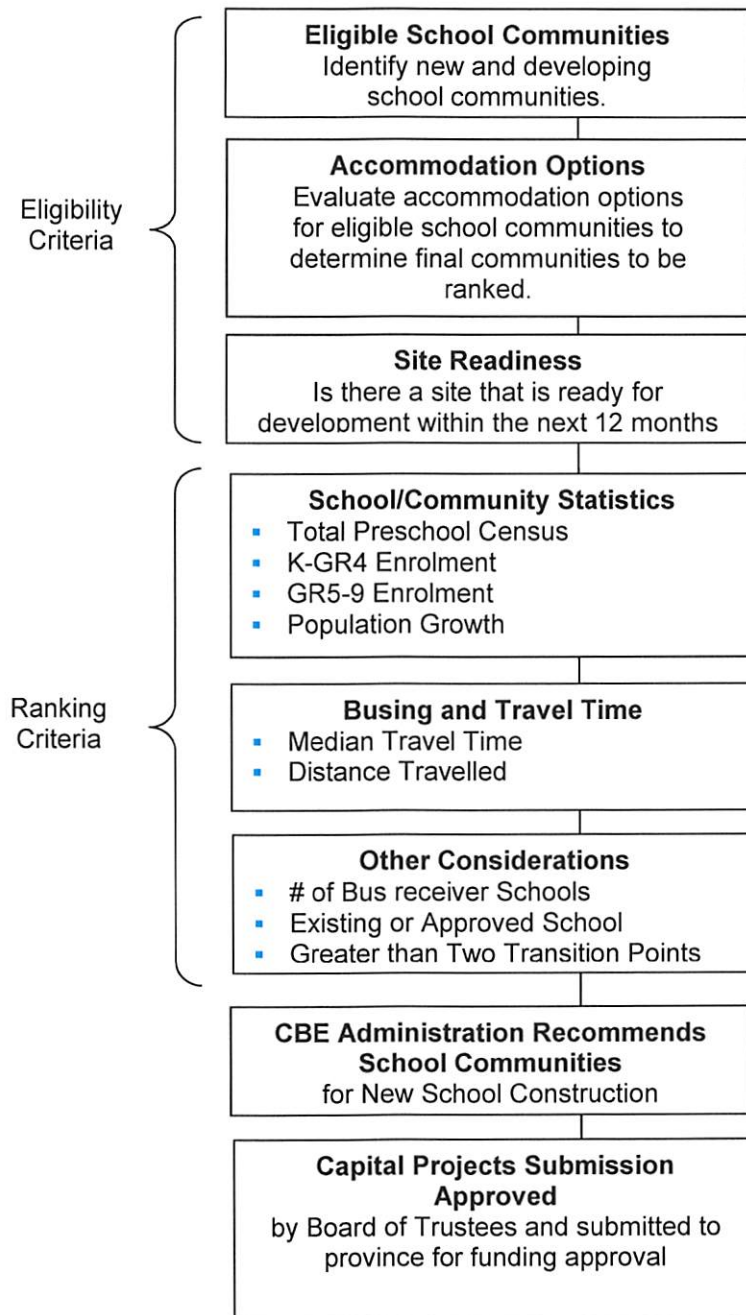 Eligible School Communities
Identify new and developing
school communities.
Accommodation Options
Evaluate accommodation options
for eligible school communities to
determine final communities to be
ranked.
Eligibility
Criteria
Site Readiness
Is there a site that is ready for
development within the next 12 months
School/Community Statistics
▪ Total Preschool Census
▪ K-GR4 Enrolment
▪ GR5-9 Enrolment
▪ Population Growth
Ranking
Criteria
Busing and Travel Time
▪ Median Travel Time
▪ Distance Travelled
Other Considerations
▪ # of Bus receiver Schools
▪ Existing or Approved School
▪ Greater than Two Transition Points
CBE Administration Recommends
School Communities
for New School Construction
Capital Projects Submission
Approved
by Board of Trustees and submitted to
province for funding approval